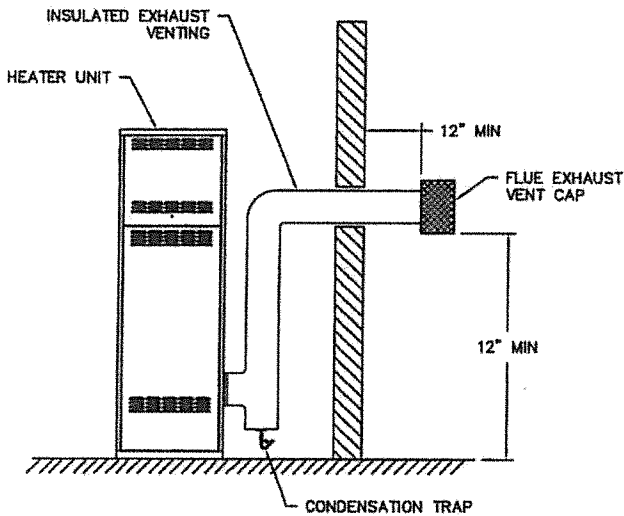 INSULATED EXHAUST
VENTING
HEATER UNIT
12" MIN
FLUE EXHAUST
VENT CAP
12" MIN
CONDENSATION TRAP